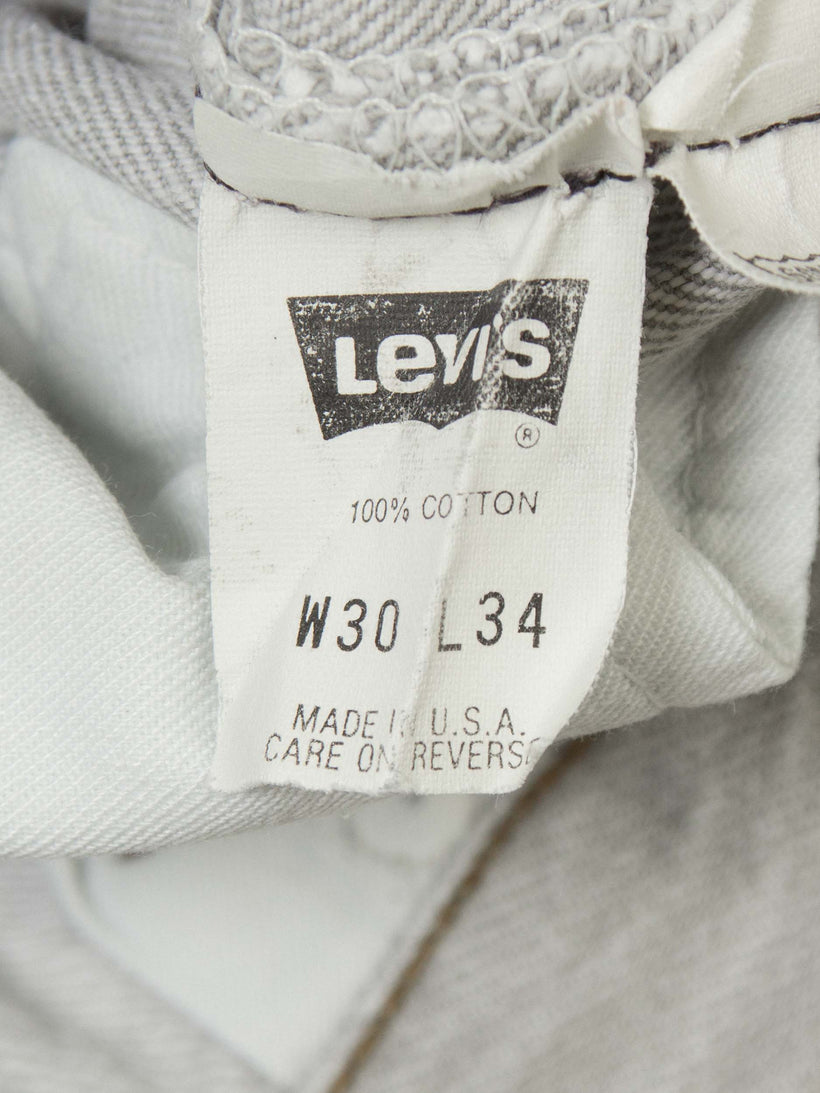 Levi's
®
100% COTTON
W30 L34
MADE IN U.S.A.
CARE ON REVERSE